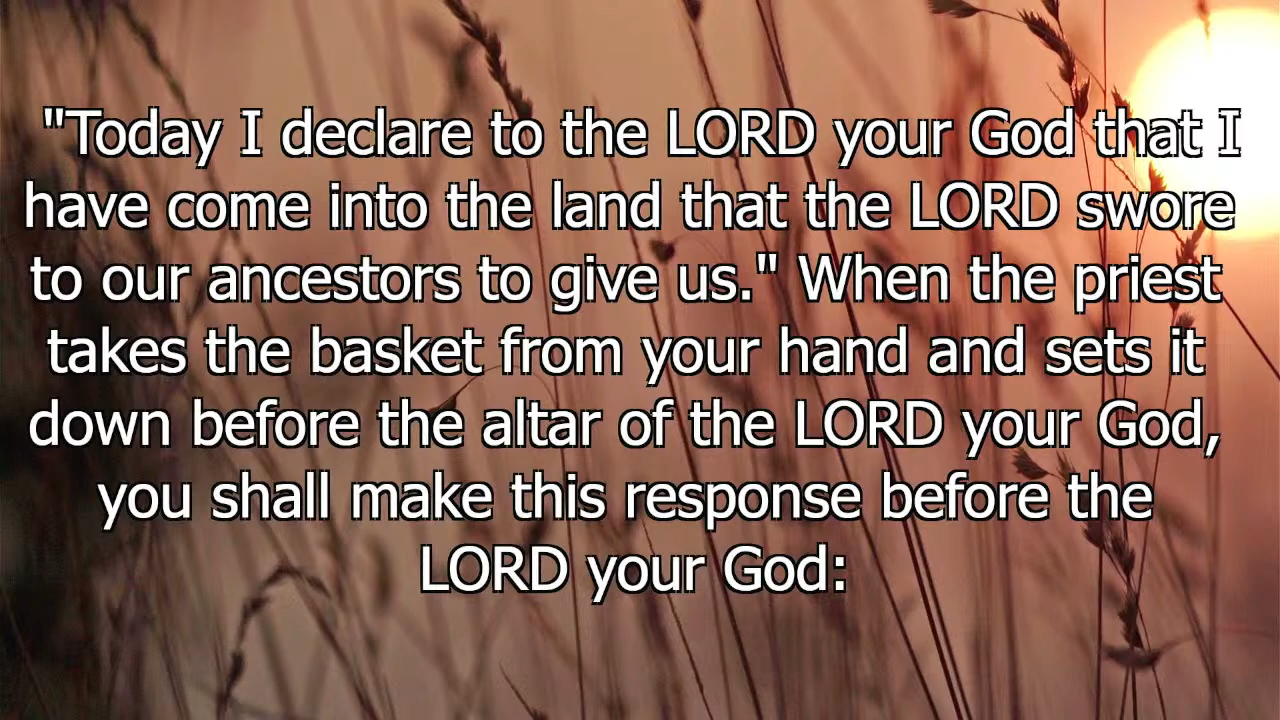 "Today I declare to the LORD your God that I
have come into the land that the LORD swore
to our ancestors to give us." When the priest
takes the basket from your hand and sets it
down before the altar of the LORD your God,
you shall make this response before the
LORD your God: